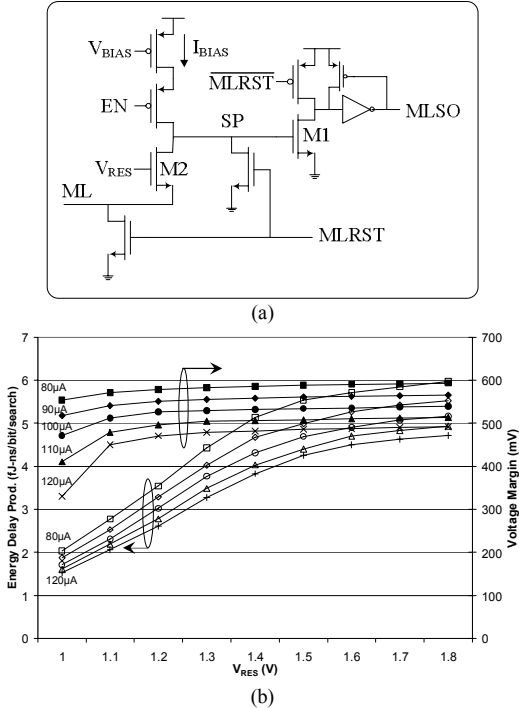 V_BIAS
I_BIAS
MLRST
EN
SP
M1
MLSO
V_RES
M2
ML
MLRST
(a)
7 700
6 600
5 500
4 400
3 300
2 200
1 100
0 0
80µA
90µA
100µA
110µA
120µA
80µA
120µA
Energy Delay Prod. (fJ-ns/bit/search)
Voltage Margin (mV)
1 1.1 1.2 1.3 1.4 1.5 1.6 1.7 1.8
V_RES (V)
(b)